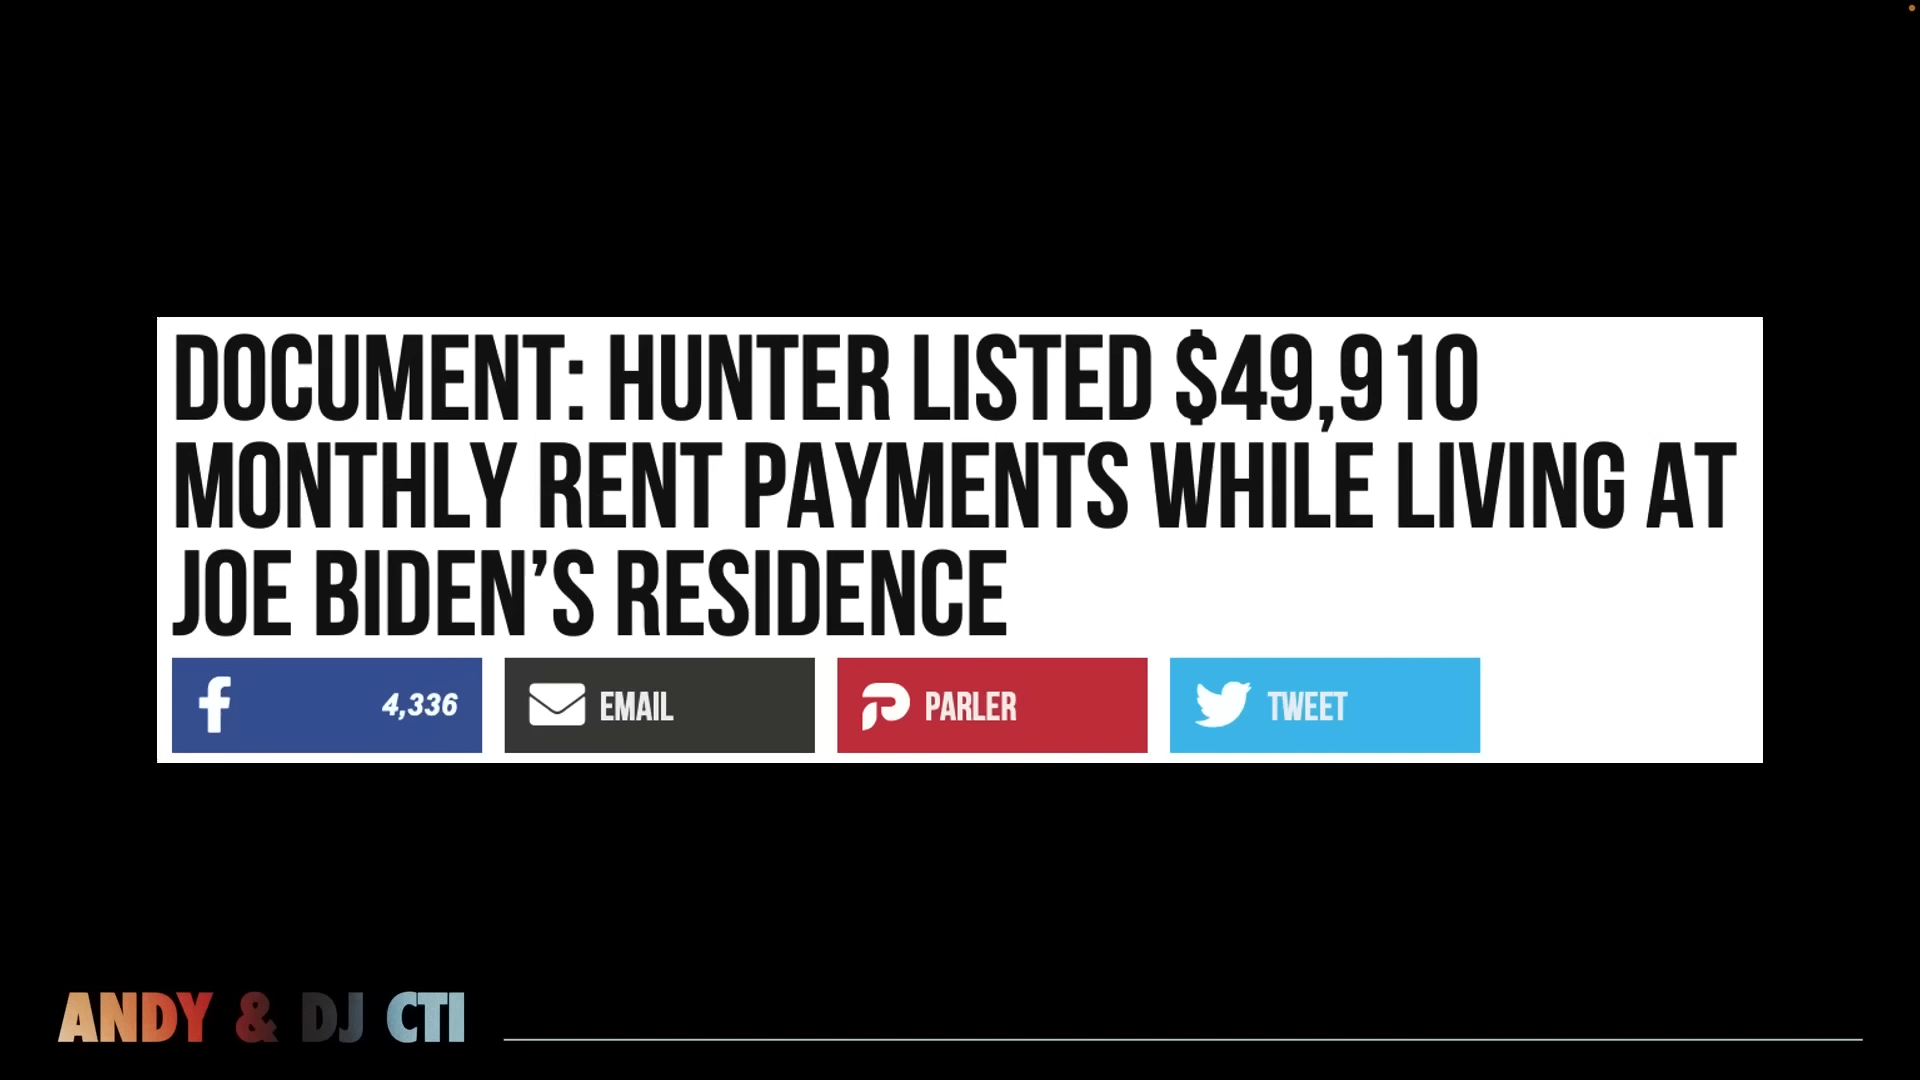 DOCUMENT: HUNTER LISTED $49,910
MONTHLY RENT PAYMENTS WHILE LIVING AT
JOE BIDEN’S RESIDENCE
4,336 EMAIL PARLER TWEET
ANDY & DJ CTI